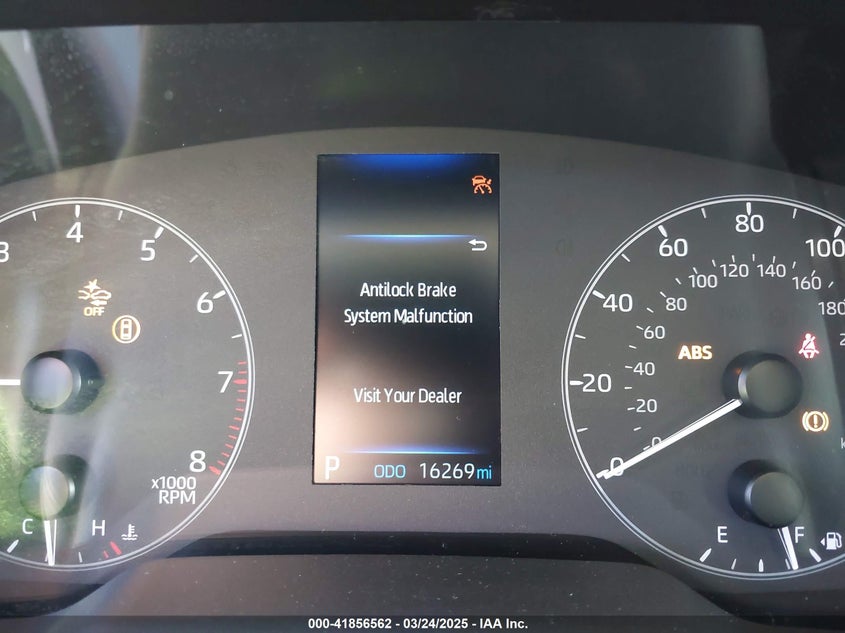 3 4 5 6 7 8
x1000
RPM
OFF
C H
Antilock Brake
System Malfunction
Visit Your Dealer
P ODO 16269 mi
0 20 40 60 80 100
0 20 40 60 80 100 120 140 160 180
ABS
E F
000-41856562 - 03/24/2025 - IAA Inc.